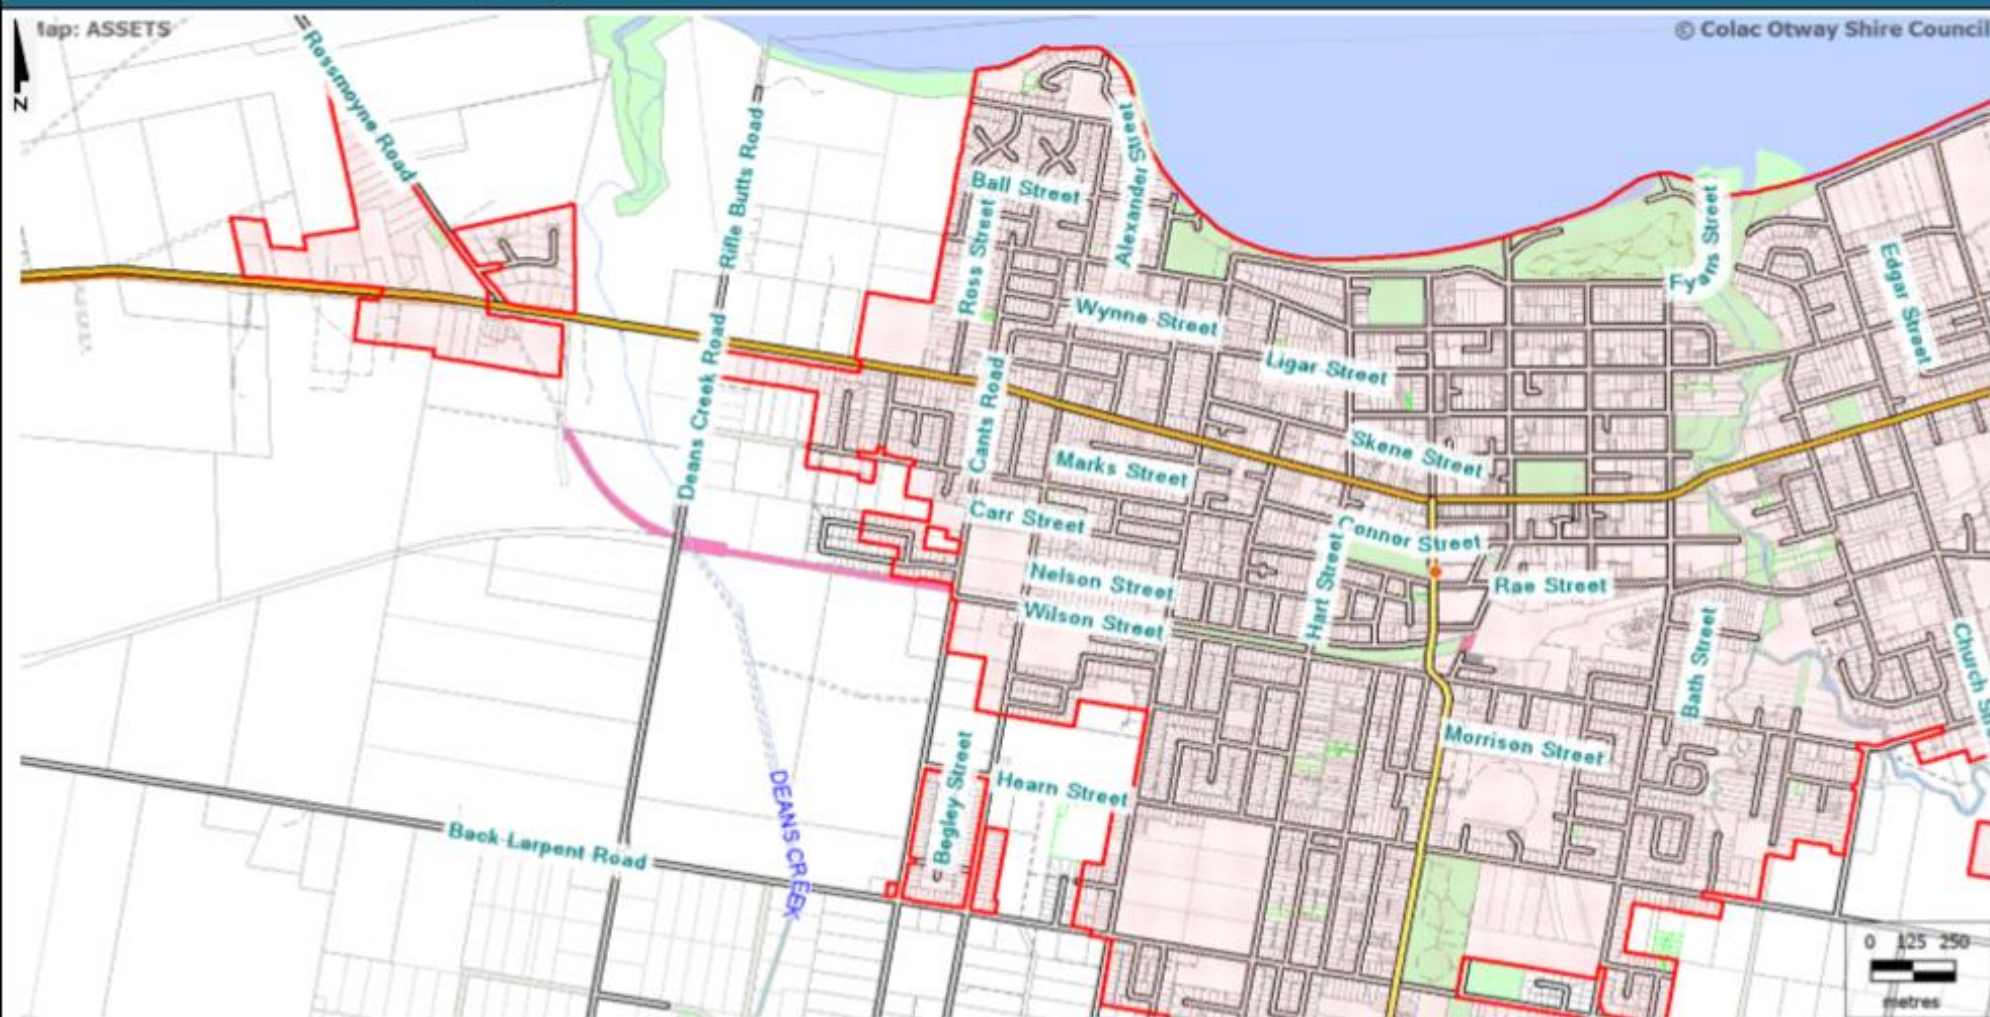 Map: ASSETS
© Colac Otway Shire Council
N
Rossmoyne Road
Rifle Butts Road
Alexander Street
Ball Street
Ross Street
Fyans Street
Edgar Street
Wynne Street
Ligar Street
Deans Creek Road
Cants Road
Skene Street
Marks Street
Carr Street
Connor Street
Nelson Street
Hart Street
Rae Street
Wilson Street
Bath Street
Church
Morrison Street
Begley Street
Hearn Street
DEANS CREEK
Back Larpent Road
0 125 250
metres